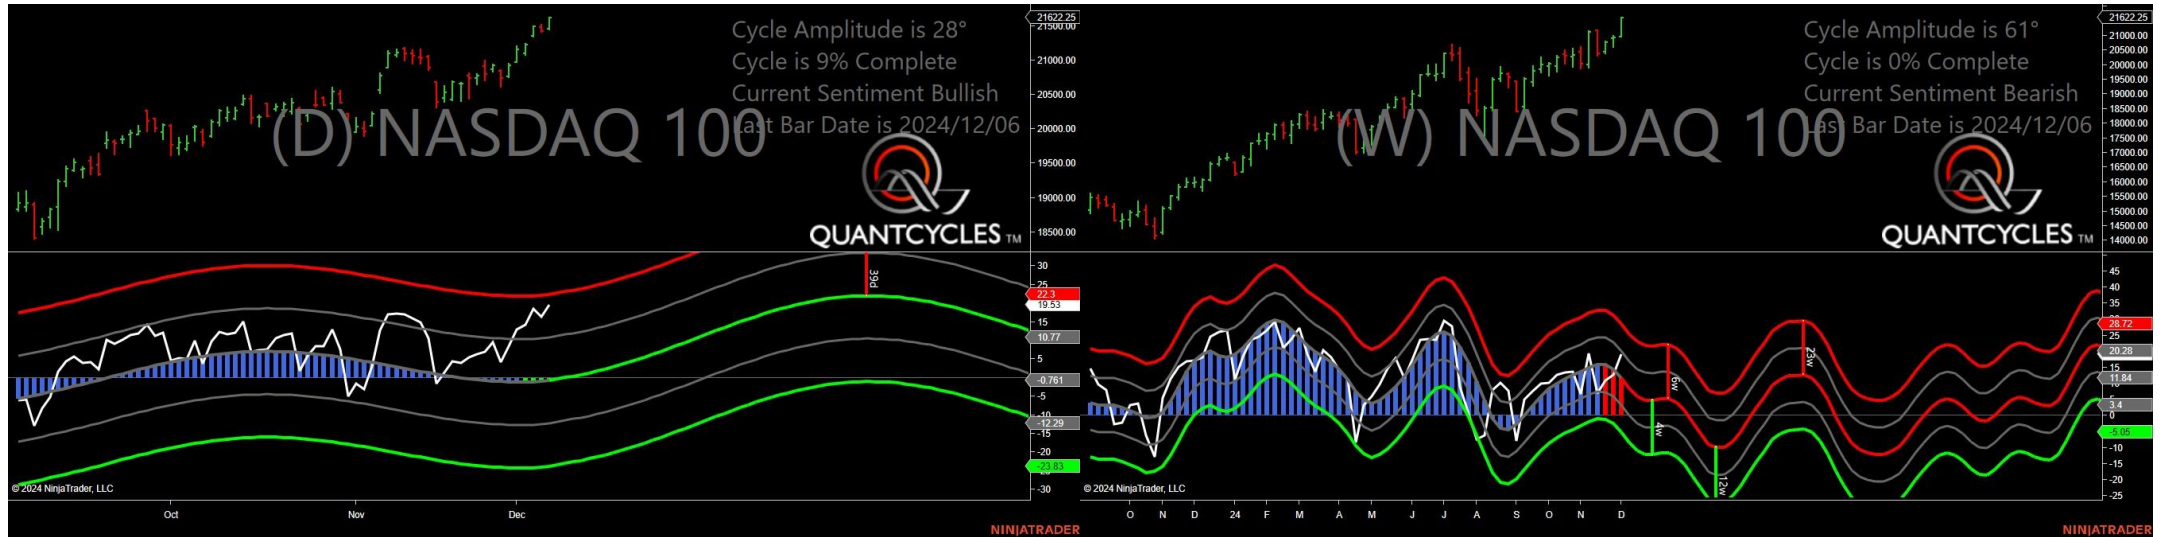 Cycle Amplitude is 28°
Cycle is 9% Complete
Current Sentiment Bullish
Last Bar Date is 2024/12/06
(D) NASDAQ 100
QUANTCYCLES TM
21622.25
21500.00
21000.00
20500.00
20000.00
19500.00
19000.00
18500.00
39d
30
25
22.3
19.53
15
10.77
5
-0.761
-5
-10
-12.29
-15
-20
-23.83
-30
© 2024 NinjaTrader, LLC
Oct Nov Dec
NINJATRADER
Cycle Amplitude is 61°
Cycle is 0% Complete
Current Sentiment Bearish
Last Bar Date is 2024/12/06
(W) NASDAQ 100
QUANTCYCLES TM
21622.25
21000.00
20500.00
20000.00
19500.00
19000.00
18500.00
18000.00
17500.00
17000.00
16500.00
16000.00
15500.00
15000.00
14500.00
14000.00
6w
4w
12w
23w
45
40
35
28.72
20.28
15
11.84
3.4
0
-5.05
-10
-15
-20
-25
© 2024 NinjaTrader, LLC
O N D 24 F M A M J J A S O N D
NINJATRADER